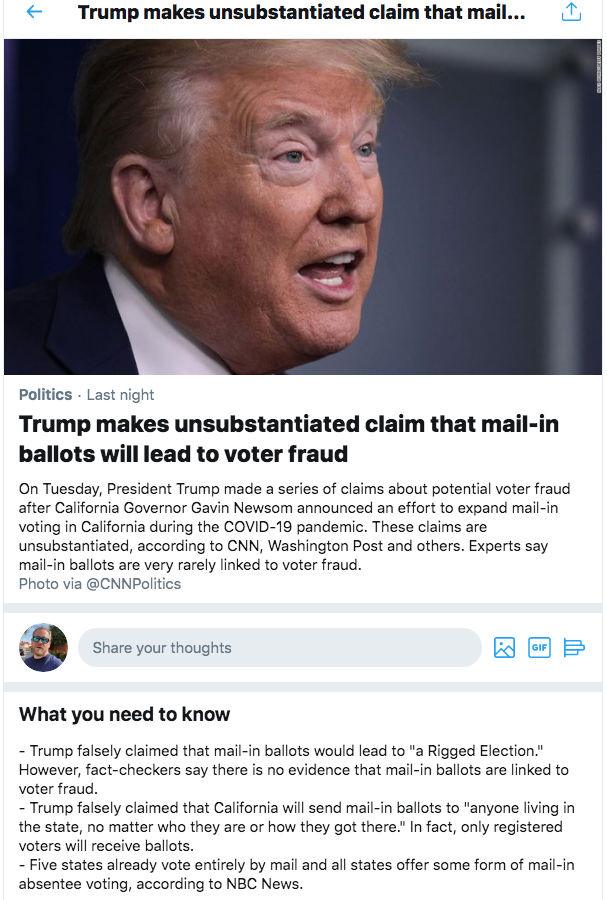 Trump makes unsubstantiated claim that mail...
Politics · Last night
Trump makes unsubstantiated claim that mail-in
ballots will lead to voter fraud
On Tuesday, President Trump made a series of claims about potential voter fraud
after California Governor Gavin Newsom announced an effort to expand mail-in
voting in California during the COVID-19 pandemic. These claims are
unsubstantiated, according to CNN, Washington Post and others. Experts say
mail-in ballots are very rarely linked to voter fraud.
Photo via @CNNPolitics
Share your thoughts
GIF
What you need to know
- Trump falsely claimed that mail-in ballots would lead to "a Rigged Election."
However, fact-checkers say there is no evidence that mail-in ballots are linked to
voter fraud.
- Trump falsely claimed that California will send mail-in ballots to "anyone living in
the state, no matter who they are or how they got there." In fact, only registered
voters will receive ballots.
- Five states already vote entirely by mail and all states offer some form of mail-in
absentee voting, according to NBC News.